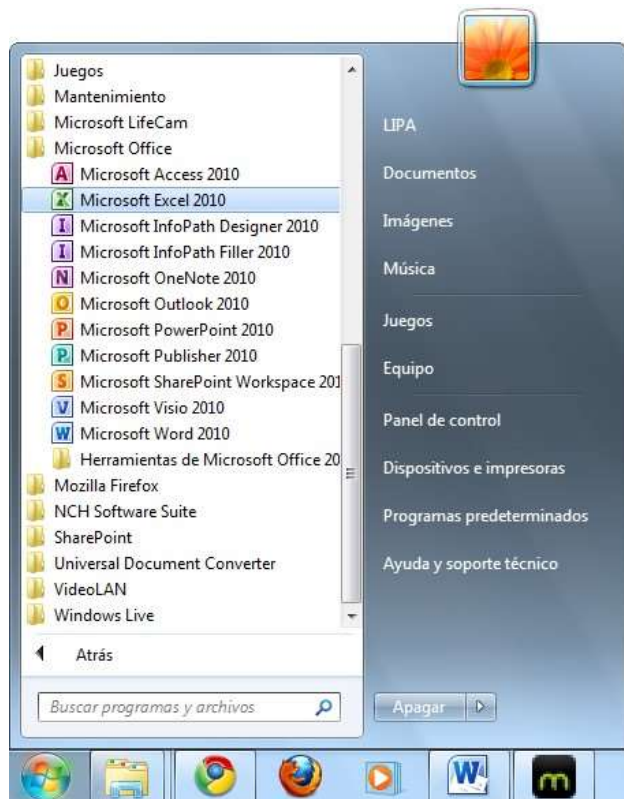 Juegos
Mantenimiento
Microsoft LifeCam
Microsoft Office
A Microsoft Access 2010
X Microsoft Excel 2010
I Microsoft InfoPath Designer 2010
I Microsoft InfoPath Filler 2010
N Microsoft OneNote 2010
O Microsoft Outlook 2010
P Microsoft PowerPoint 2010
P Microsoft Publisher 2010
S Microsoft SharePoint Workspace 201
V Microsoft Visio 2010
W Microsoft Word 2010
Herramientas de Microsoft Office 20
Mozilla Firefox
NCH Software Suite
SharePoint
Universal Document Converter
VideoLAN
Windows Live
Atrás
Buscar programas y archivos
LIPA
Documentos
Imágenes
Música
Juegos
Equipo
Panel de control
Dispositivos e impresoras
Programas predeterminados
Ayuda y soporte técnico
Apagar
W
m